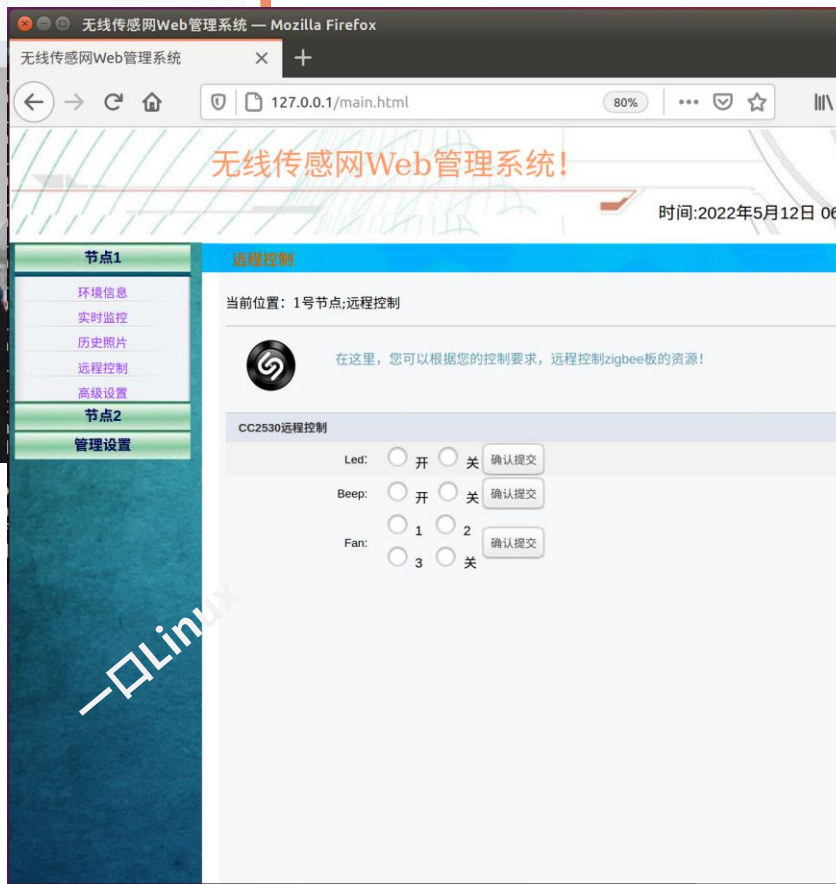 无线传感网Web管理系统 — Mozilla Firefox
无线传感网Web管理系统
127.0.0.1/main.html
80%
无线传感网Web管理系统!
时间:2022年5月12日 06
节点1
环境信息
实时监控
历史照片
远程控制
高级设置
节点2
管理设置
远程控制
当前位置：1号节点;远程控制
在这里，您可以根据您的控制要求，远程控制zigbee板的资源！
CC2530远程控制
Led: 开 关 确认提交
Beep: 开 关 确认提交
Fan: 1 2
3 关 确认提交
一口Linux